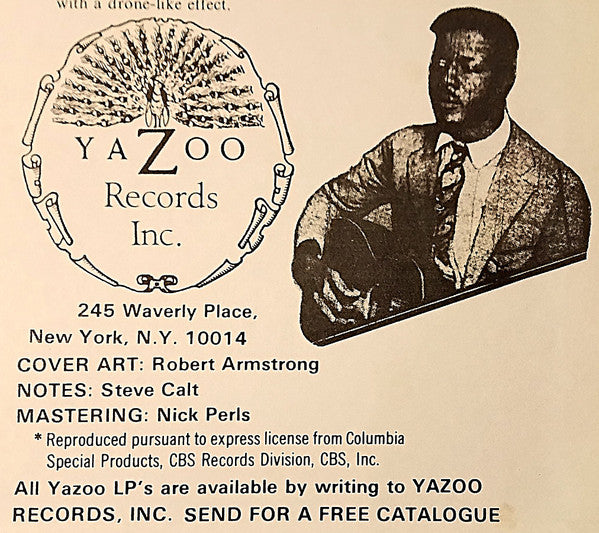 with a drone-like effect.
YAZOO
Records
Inc.
245 Waverly Place,
New York, N.Y. 10014
COVER ART: Robert Armstrong
NOTES: Steve Calt
MASTERING: Nick Perls
* Reproduced pursuant to express license from Columbia
Special Products, CBS Records Division, CBS, Inc.
All Yazoo LP's are available by writing to YAZOO
RECORDS, INC. SEND FOR A FREE CATALOGUE